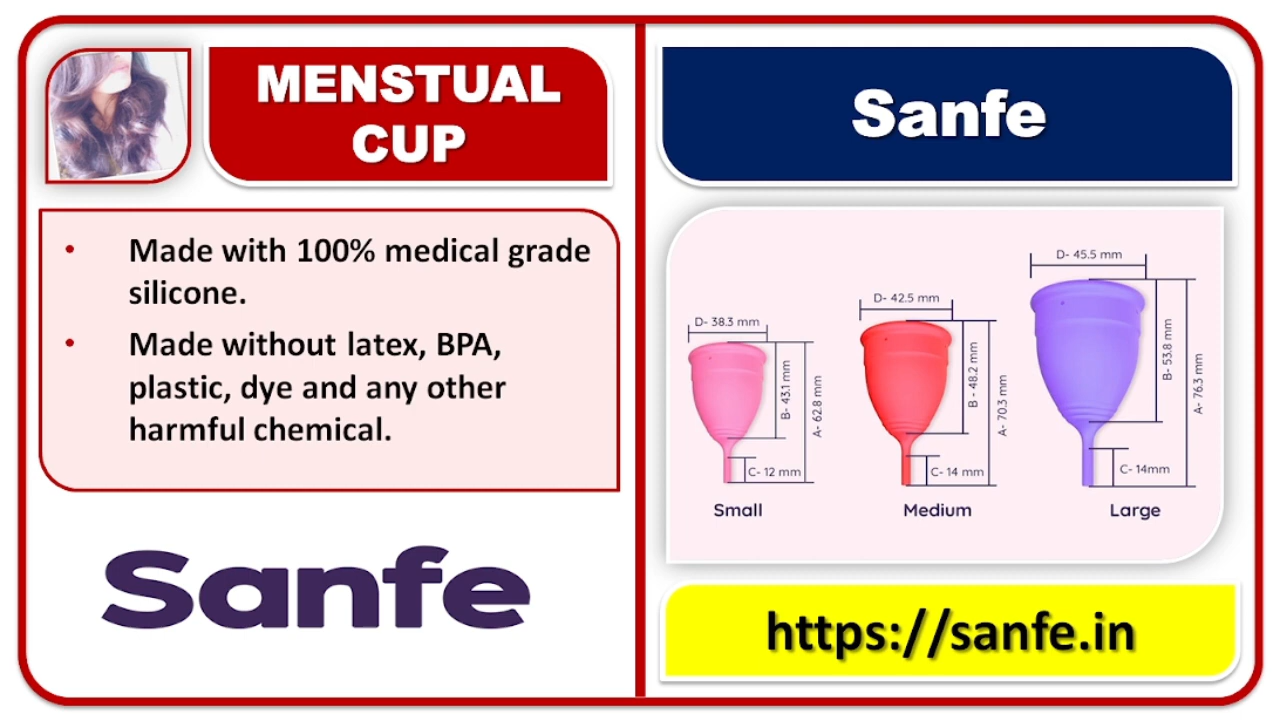 MENSTUAL
CUP
• Made with 100% medical grade
silicone.
• Made without latex, BPA,
plastic, dye and any other
harmful chemical.
Sanfe
Sanfe
D- 38.3 mm
B- 43.1 mm
A- 62.8 mm
C- 12 mm
Small
D- 42.5 mm
B - 48.2 mm
A- 70.3 mm
C- 14 mm
Medium
D- 45.5 mm
B- 53.8 mm
A- 76.3 mm
C- 14mm
Large
https://sanfe.in